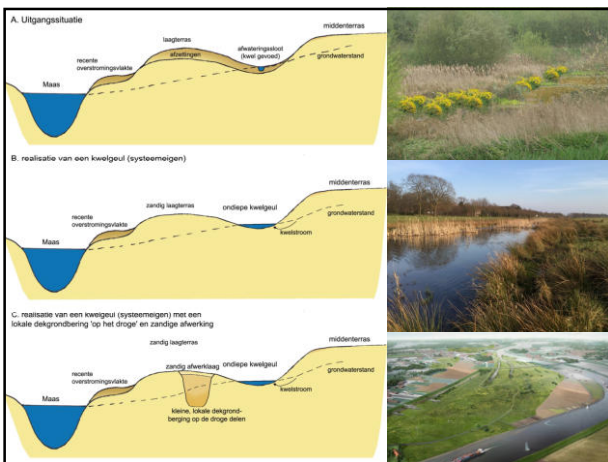 A. Uitgangssituatie
middenterras
laagterras
recente
overstromingsvlakte
afzettingen
afwateringssloot
(kwel gevoed)
grondwaterstand
Maas
B. realisatie van een kwelgeul (systeemeigen)
middenterras
zandig laagterras
ondiepe kwelgeul
recente
overstromingsvlakte
grondwaterstand
kwelstroom
Maas
C. realisatie van een kwelgeul (systeemeigen) met een
lokale dekgrondbering 'op het droge' en zandige afwerking
zandig laagterras
middenterras
recente
overstromingsvlakte
zandig afwerklaag
ondiepe kwelgeul
grondwaterstand
kwelstroom
Maas
kleine, lokale dekgrond-
berging op de droge delen